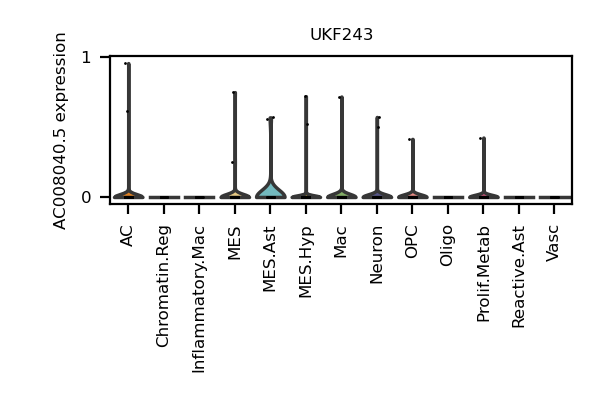 UKF243
AC008040.5 expression
1
0
AC
Chromatin.Reg
Inflammatory.Mac
MES
MES.Ast
MES.Hyp
Mac
Neuron
OPC
Oligo
Prolif.Metab
Reactive.Ast
Vasc